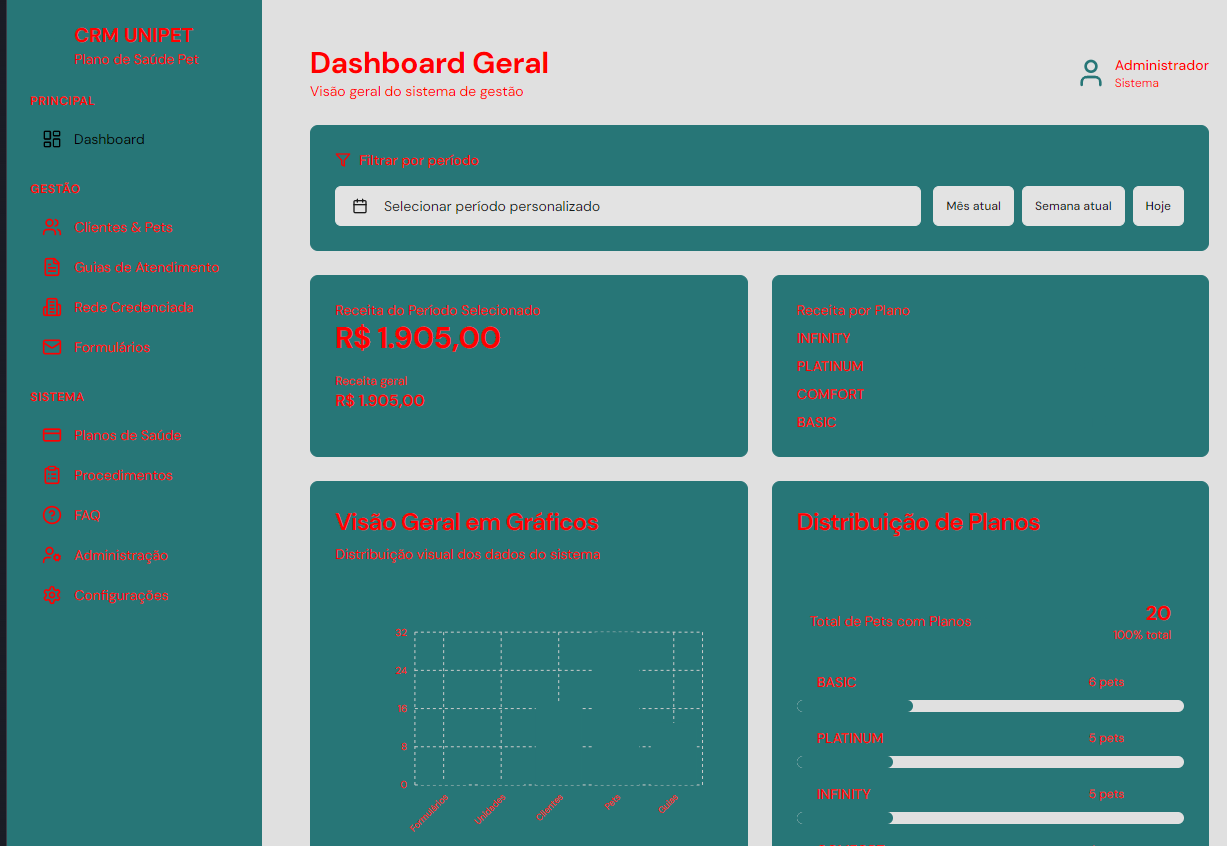 CRM UNIPET
Plano de Saúde Pet
PRINCIPAL
Dashboard
GESTÃO
Clientes & Pets
Guias de Atendimento
Rede Credenciada
Formulários
SISTEMA
Planos de Saúde
Procedimentos
FAQ
Administração
Configurações
Dashboard Geral
Visão geral do sistema de gestão
Administrador
Sistema
Filtrar por período
Selecionar período personalizado
Mês atual
Semana atual
Hoje
Receita do Período Selecionado
R$ 1.905,00
Receita geral
R$ 1.905,00
Receita por Plano
INFINITY
PLATINUM
COMFORT
BASIC
Visão Geral em Gráficos
Distribuição visual dos dados do sistema
32
24
16
8
0
Formulários
Unidades
Clientes
Pets
Guias
Distribuição de Planos
Total de Pets com Planos
20
100% total
BASIC
6 pets
PLATINUM
5 pets
INFINITY
5 pets